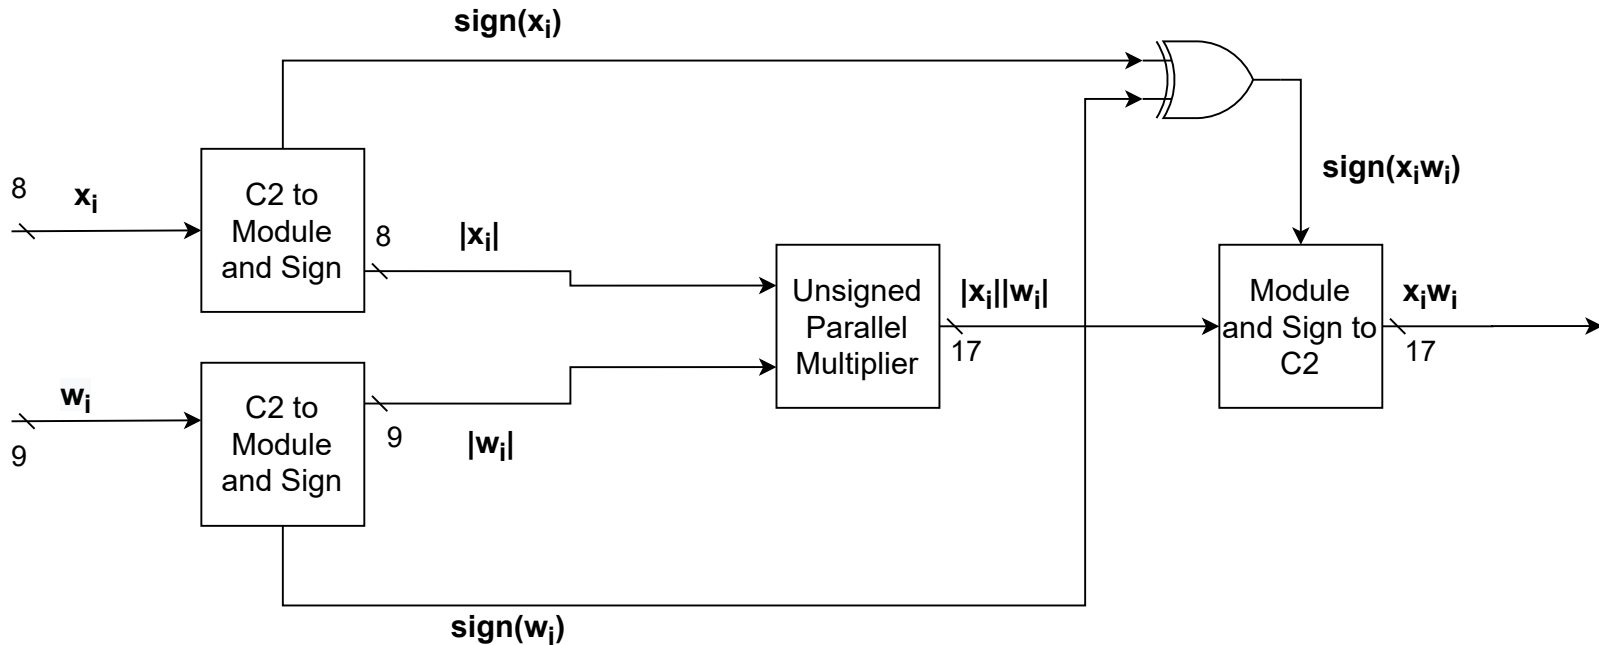 sign(xᵢ)
8
xᵢ
C2 to
Module
and Sign
8
|xᵢ|
sign(xᵢwᵢ)
Unsigned
Parallel
Multiplier
|xᵢ||wᵢ|
17
Module
and Sign to
C2
xᵢwᵢ
17
wᵢ
9
C2 to
Module
and Sign
9
|wᵢ|
sign(wᵢ)